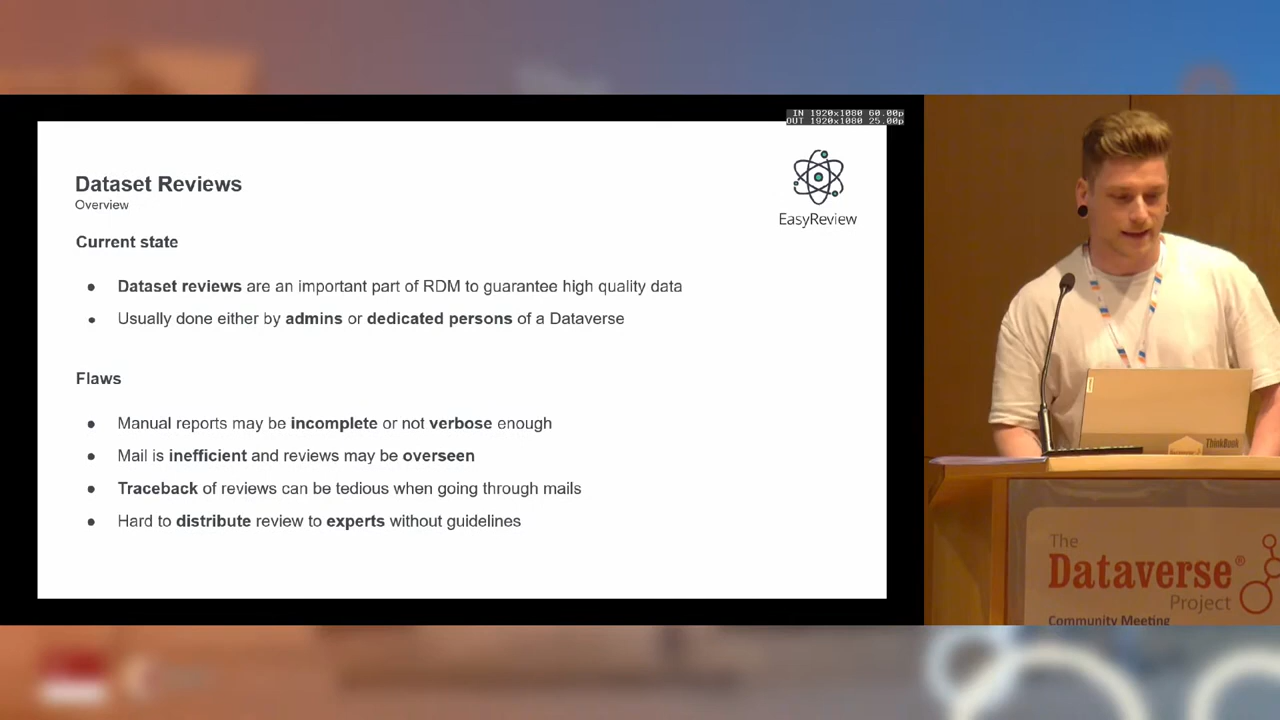 IN 1920x1080 60.00p
OUT 1920x1080 25.00p
Dataset Reviews
Overview
EasyReview
Current state
● Dataset reviews are an important part of RDM to guarantee high quality data
● Usually done either by admins or dedicated persons of a Dataverse
Flaws
● Manual reports may be incomplete or not verbose enough
● Mail is inefficient and reviews may be overseen
● Traceback of reviews can be tedious when going through mails
● Hard to distribute review to experts without guidelines
ThinkBook
The
Dataverse®
Project
Community Meeting